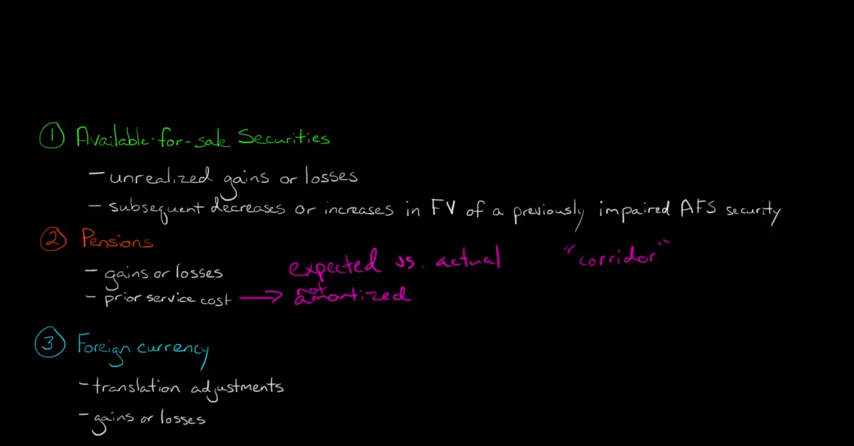 ① Available-for-sale Securities
- unrealized gains or losses
- subsequent decreases or increases in FV of a previously impaired AFS security
② Pensions
- gains or losses expected vs. actual "corridor"
- prior service cost → not amortized
③ Foreign currency
- translation adjustments
- gains or losses